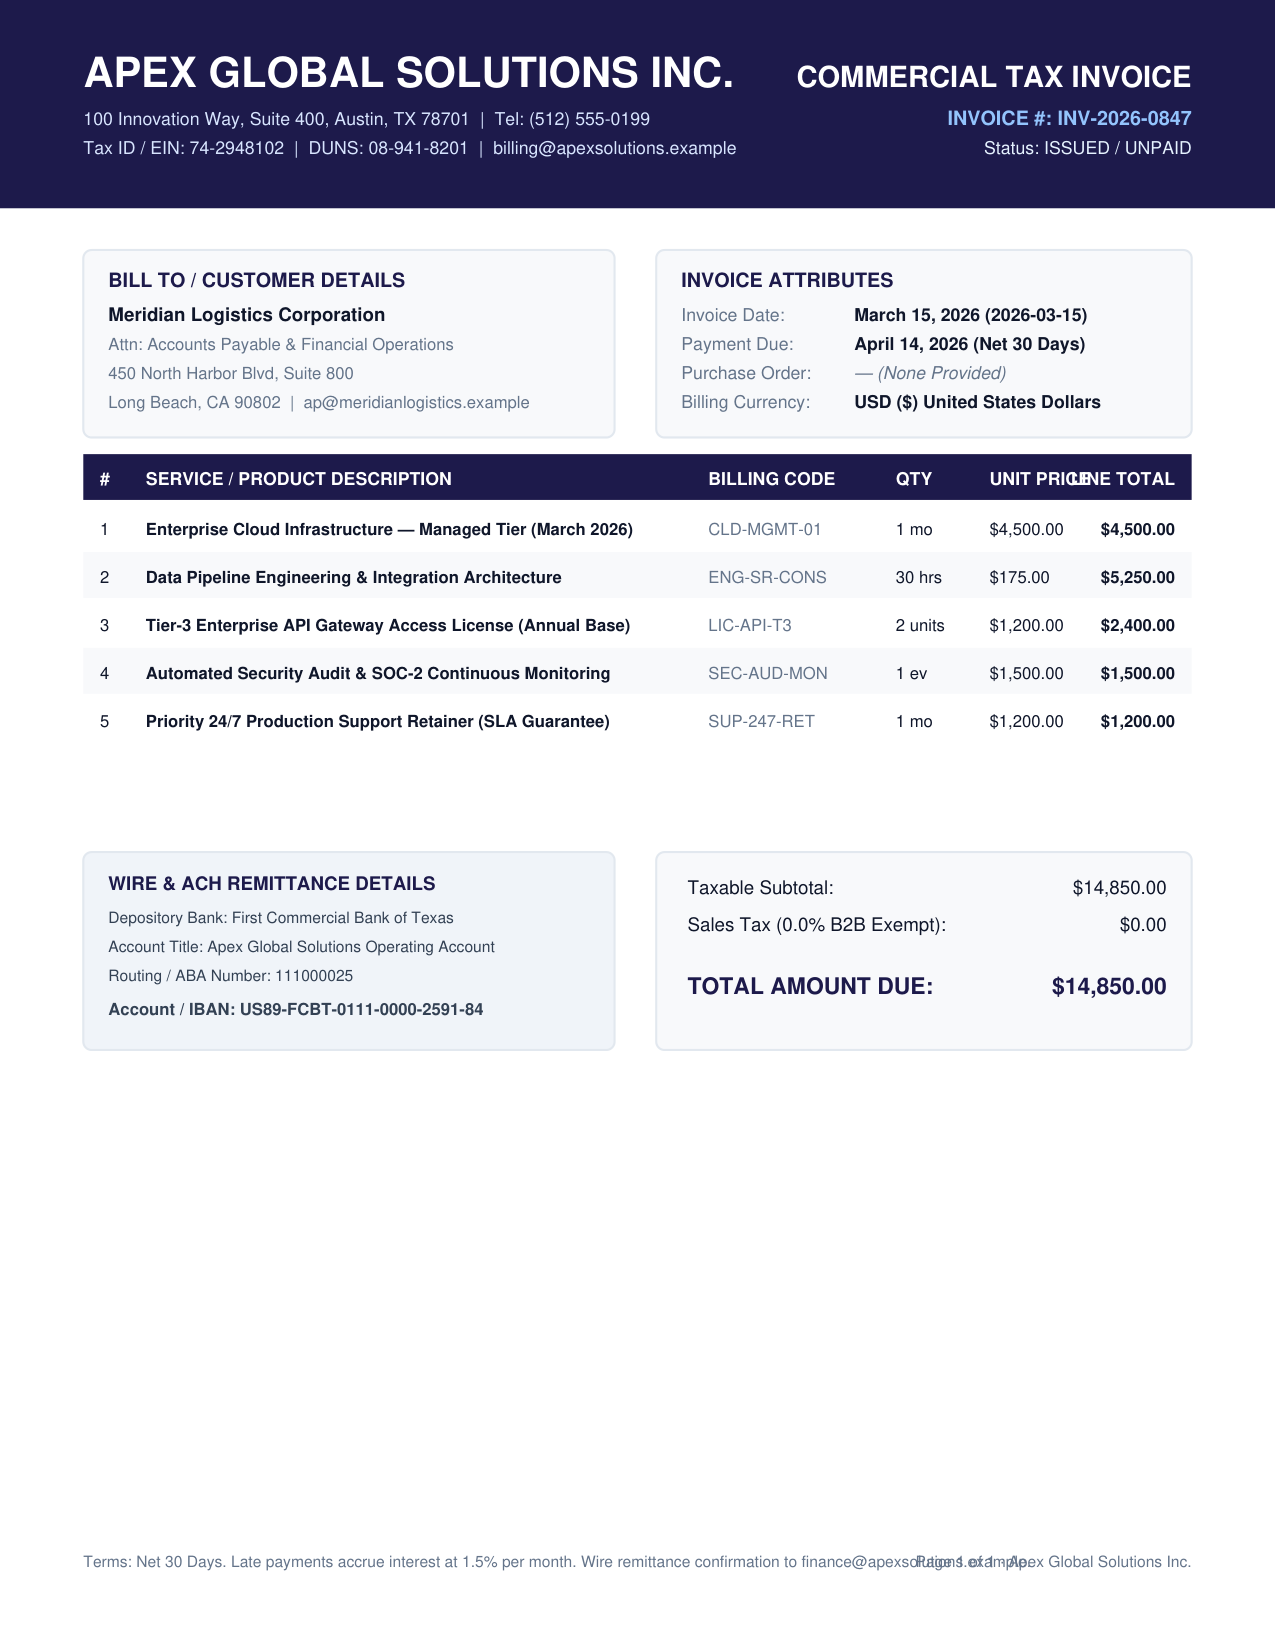 APEX GLOBAL SOLUTIONS INC.
COMMERCIAL TAX INVOICE
100 Innovation Way, Suite 400, Austin, TX 78701 | Tel: (512) 555-0199
INVOICE #: INV-2026-0847
Tax ID / EIN: 74-2948102 | DUNS: 08-941-8201 | billing@apexsolutions.example
Status: ISSUED / UNPAID
BILL TO / CUSTOMER DETAILS
Meridian Logistics Corporation
Attn: Accounts Payable & Financial Operations
450 North Harbor Blvd, Suite 800
Long Beach, CA 90802 | ap@meridianlogistics.example
INVOICE ATTRIBUTES
Invoice Date: March 15, 2026 (2026-03-15)
Payment Due: April 14, 2026 (Net 30 Days)
Purchase Order: — (None Provided)
Billing Currency: USD ($) United States Dollars
# SERVICE / PRODUCT DESCRIPTION BILLING CODE QTY UNIT PRICE LINE TOTAL
1 Enterprise Cloud Infrastructure — Managed Tier (March 2026) CLD-MGMT-01 1 mo $4,500.00 $4,500.00
2 Data Pipeline Engineering & Integration Architecture ENG-SR-CONS 30 hrs $175.00 $5,250.00
3 Tier-3 Enterprise API Gateway Access License (Annual Base) LIC-API-T3 2 units $1,200.00 $2,400.00
4 Automated Security Audit & SOC-2 Continuous Monitoring SEC-AUD-MON 1 ev $1,500.00 $1,500.00
5 Priority 24/7 Production Support Retainer (SLA Guarantee) SUP-247-RET 1 mo $1,200.00 $1,200.00
WIRE & ACH REMITTANCE DETAILS
Depository Bank: First Commercial Bank of Texas
Account Title: Apex Global Solutions Operating Account
Routing / ABA Number: 111000025
Account / IBAN: US89-FCBT-0111-0000-2591-84
Taxable Subtotal: $14,850.00
Sales Tax (0.0% B2B Exempt): $0.00
TOTAL AMOUNT DUE: $14,850.00
Terms: Net 30 Days. Late payments accrue interest at 1.5% per month. Wire remittance confirmation to finance@apexsolutions.example.
Page 1 of 1 - Apex Global Solutions Inc.